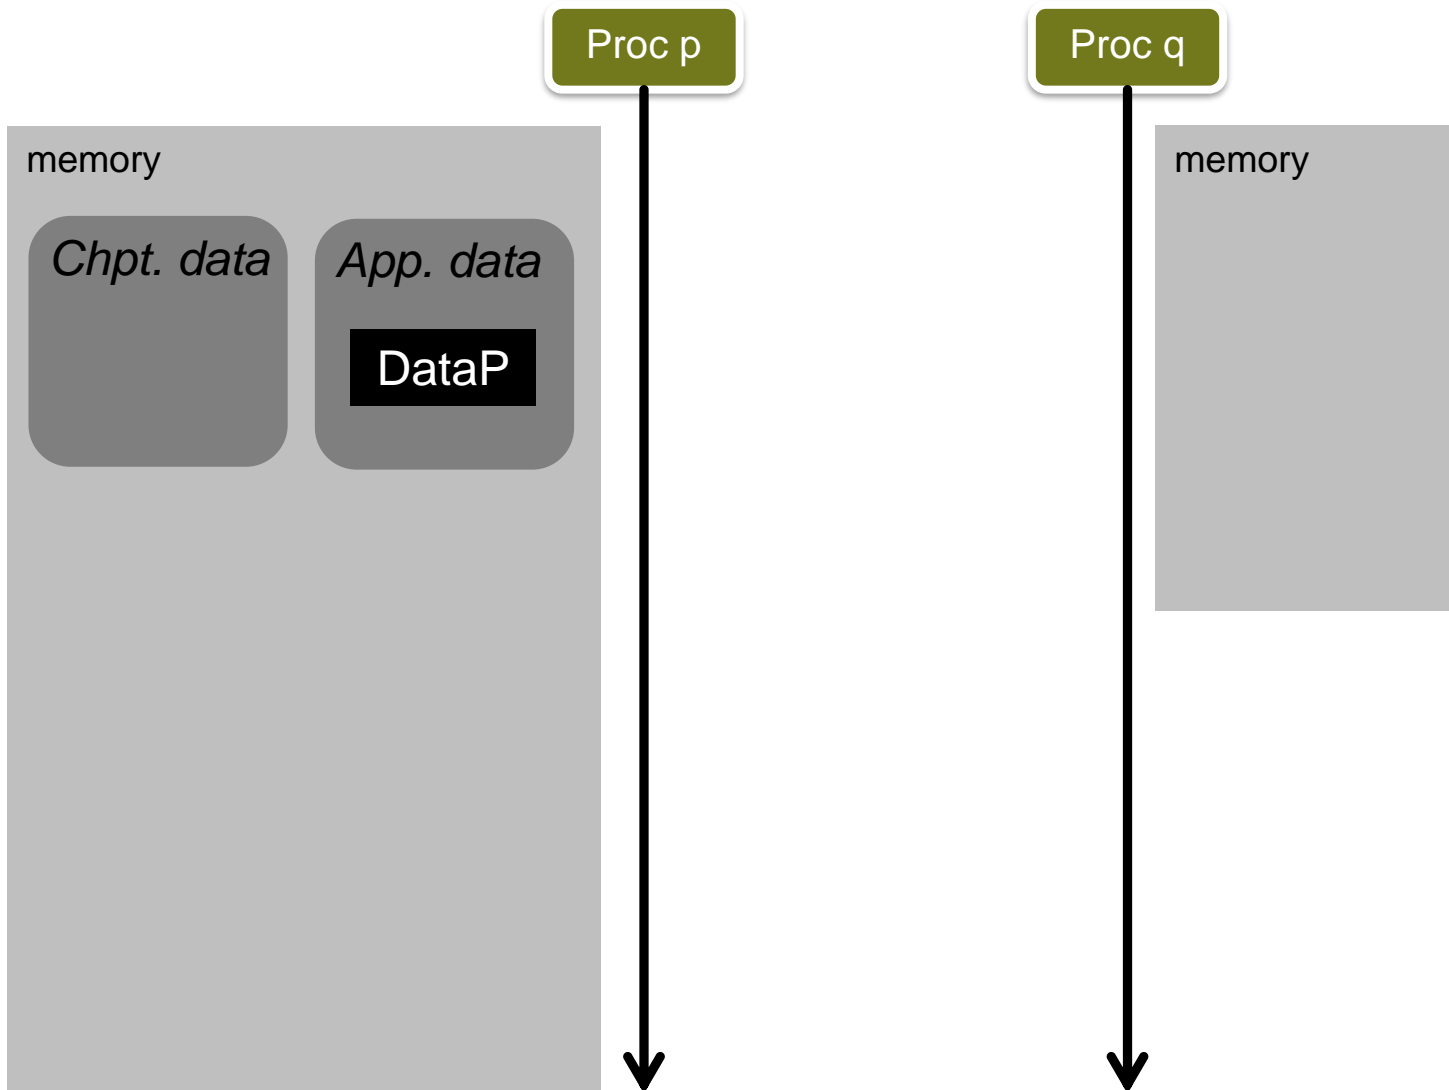 Proc p
Proc q
memory
memory
Chpt. data
App. data
DataP